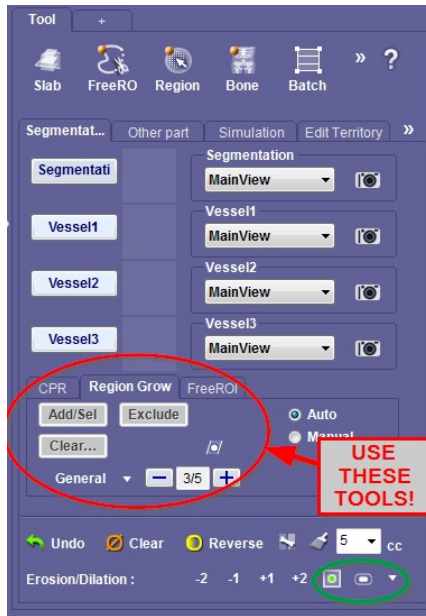 Tool +
Slab FreeRO Region Bone Batch » ?
Segmentat... Other part Simulation Edit Territory »
Segmentati
Segmentation
MainView
Vessel1
Vessel1
MainView
Vessel2
Vessel2
MainView
Vessel3
Vessel3
MainView
CPR Region Grow FreeROI
Add/Sel Exclude
Auto
Clear...
General 3/5
USE
THESE
TOOLS!
Undo Clear Reverse 5 cc
Erosion/Dilation : -2 -1 +1 +2